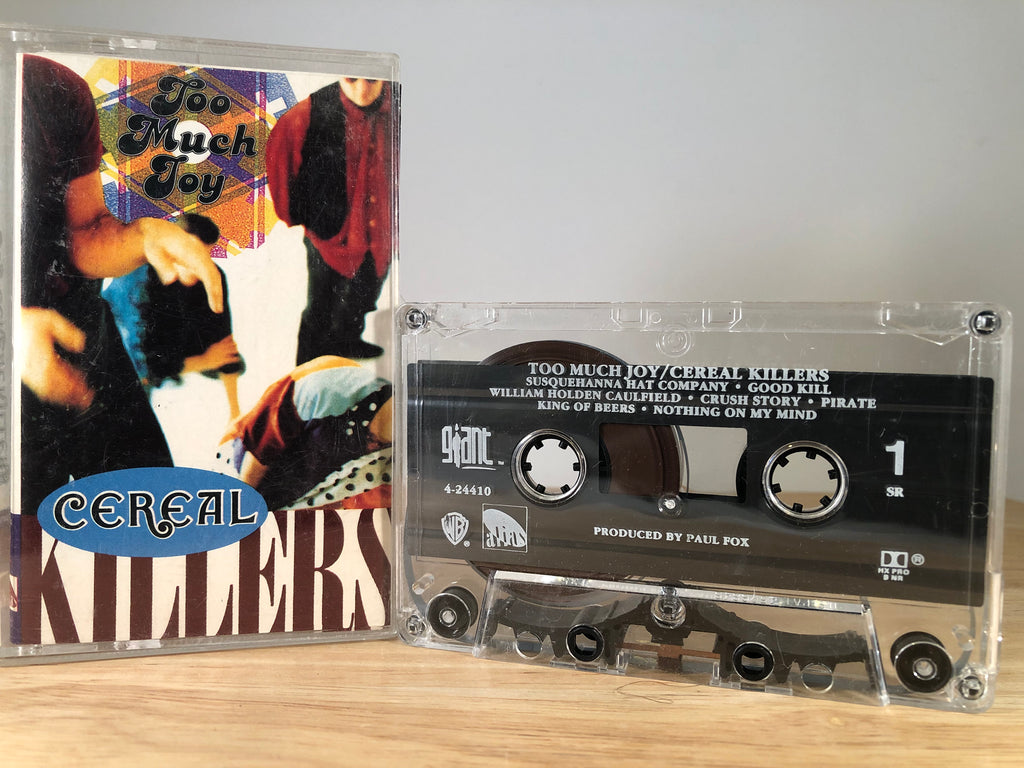 Too
Much
Joy
CEREAL
KILLERS
TOO MUCH JOY/CEREAL KILLERS
SUSQUEHANNA HAT COMPANY • GOOD KILL
WILLIAM HOLDEN CAULFIELD • CRUSH STORY • PIRATE
KING OF BEERS • NOTHING ON MY MIND
giant™
4-24410
1
SR
WB®
PRODUCED BY PAUL FOX
®
HX PRO
B NR